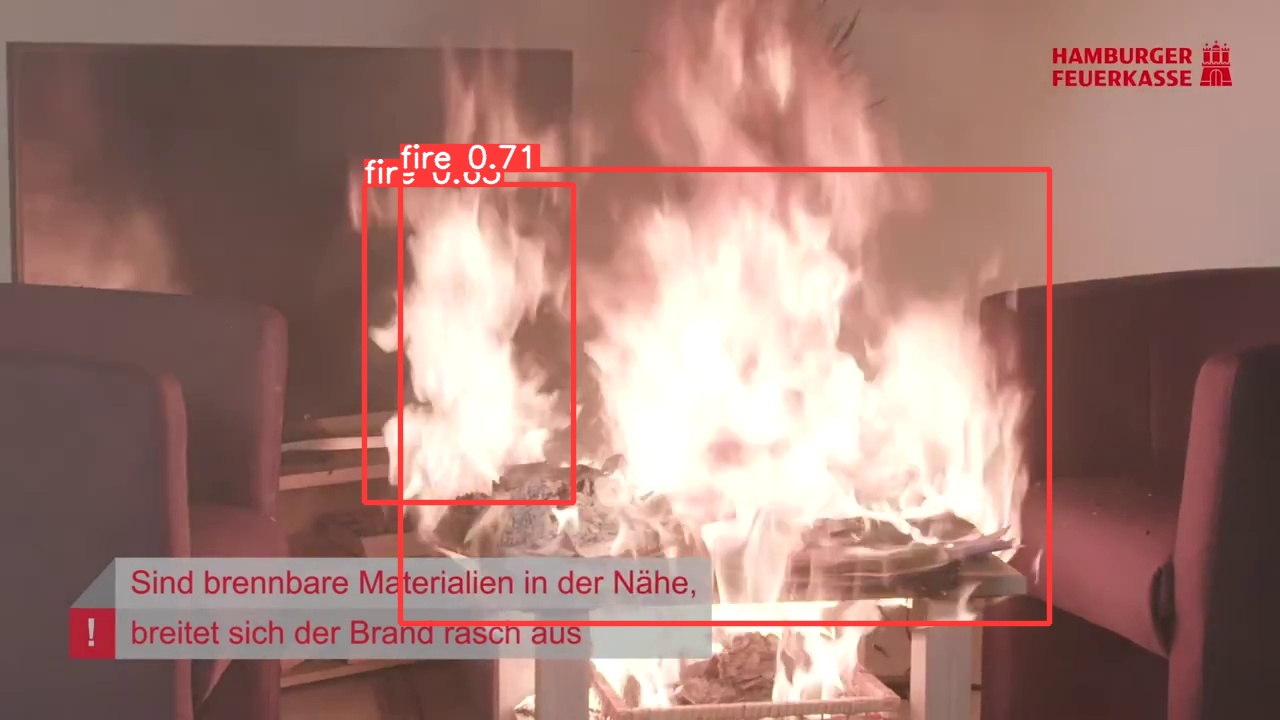 HAMBURGER
FEUERKASSE
fire 0.71
fire
Sind brennbare Materialien in der Nähe,
! breitet sich der Brand rasch aus